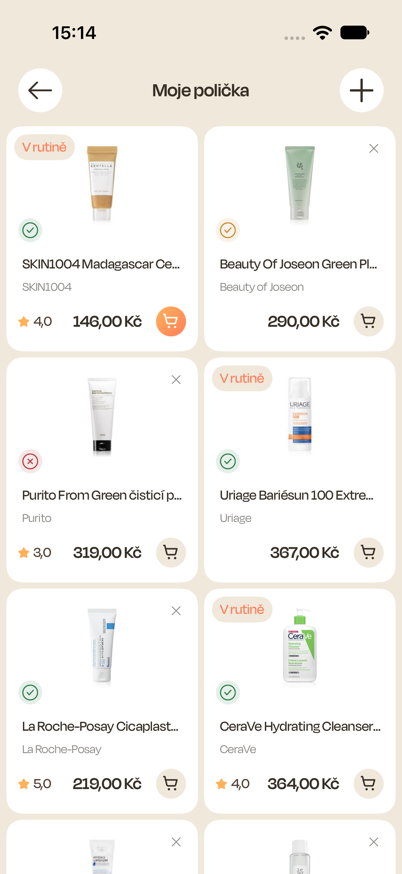 15:14
Moje polička
V rutině
SKIN1004 Madagascar Ce...
SKIN1004
4,0 146,00 Kč
Beauty Of Joseon Green Pl...
Beauty of Joseon
290,00 Kč
Purito From Green čisticí p...
Purito
3,0 319,00 Kč
V rutině
URIAGE
Uriage Bariésun 100 Extre...
Uriage
367,00 Kč
La Roche-Posay Cicaplast...
La Roche-Posay
5,0 219,00 Kč
V rutině
CeraVe
CeraVe Hydrating Cleanser...
CeraVe
4,0 364,00 Kč